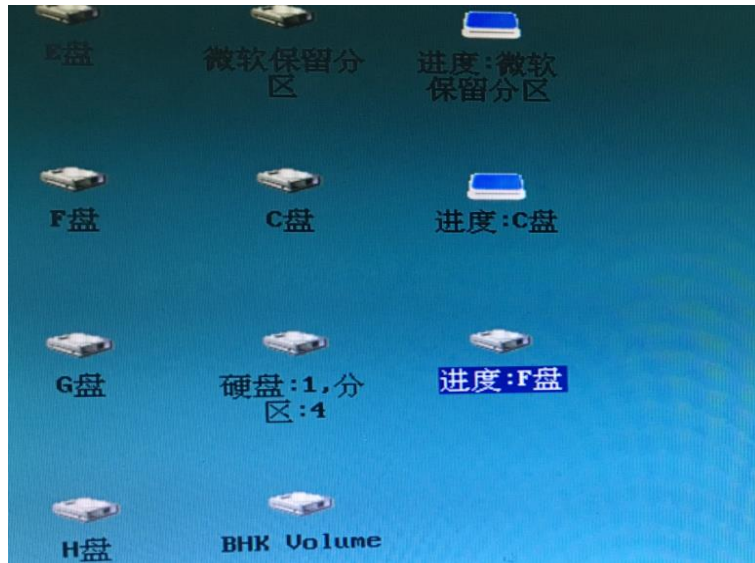 E盘
微软保留分
区
进度:微软
保留分区
F盘
C盘
进度:C盘
G盘
硬盘:1,分
区:4
进度:F盘
H盘
BHK Volume